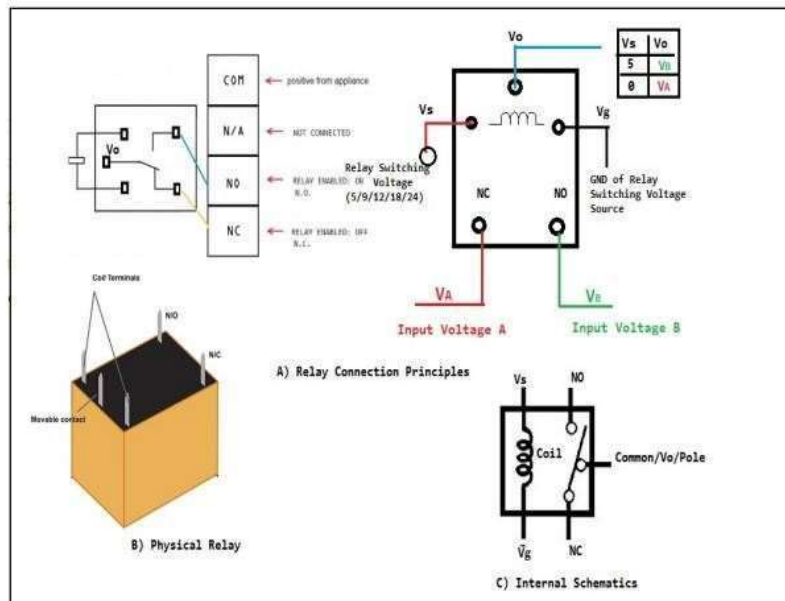 COM
positive from appliance
N/A
NOT CONNECTED
NO
RELAY ENABLED: ON
N.O.
NC
RELAY ENABLED: OFF
N.C.
Vo
Vo
Vs
Vg
Relay Switching
Voltage
(5/9/12/18/24)
GND of Relay
Switching Voltage
Source
NC
NO
VA
VB
Input Voltage A
Input Voltage B
Vs Vo
5 VB
0 VA
A) Relay Connection Principles
Coil Terminals
N/O
N/C
Movable contact
B) Physical Relay
Vs
NO
Coil
Common/Vo/Pole
Vg
NC
C) Internal Schematics